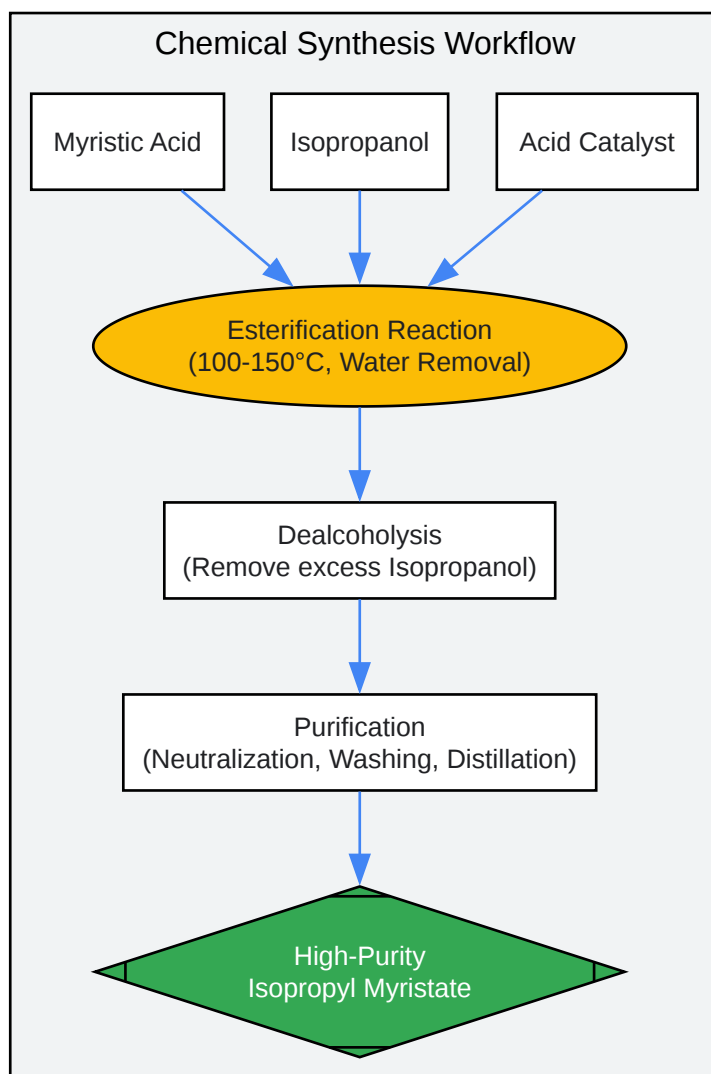 Chemical Synthesis Workflow
Myristic Acid
Isopropanol
Acid Catalyst
Esterification Reaction
(100-150°C, Water Removal)
Dealcoholysis
(Remove excess Isopropanol)
Purification
(Neutralization, Washing, Distillation)
High-Purity
Isopropyl Myristate